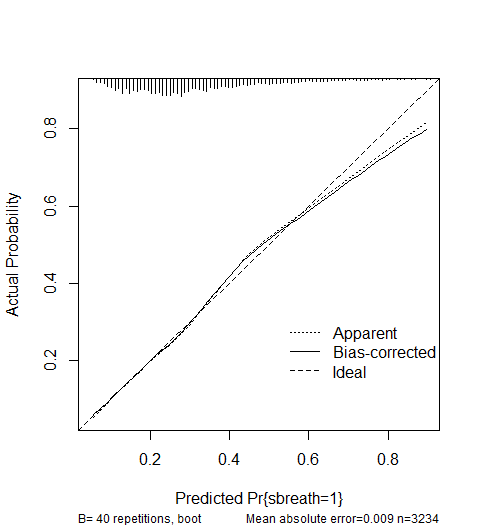 Actual Probability
0.8
0.6
0.4
0.2
Apparent
Bias-corrected
Ideal
0.2 0.4 0.6 0.8
Predicted Pr{sbreath=1}
B= 40 repetitions, boot Mean absolute error=0.009 n=3234